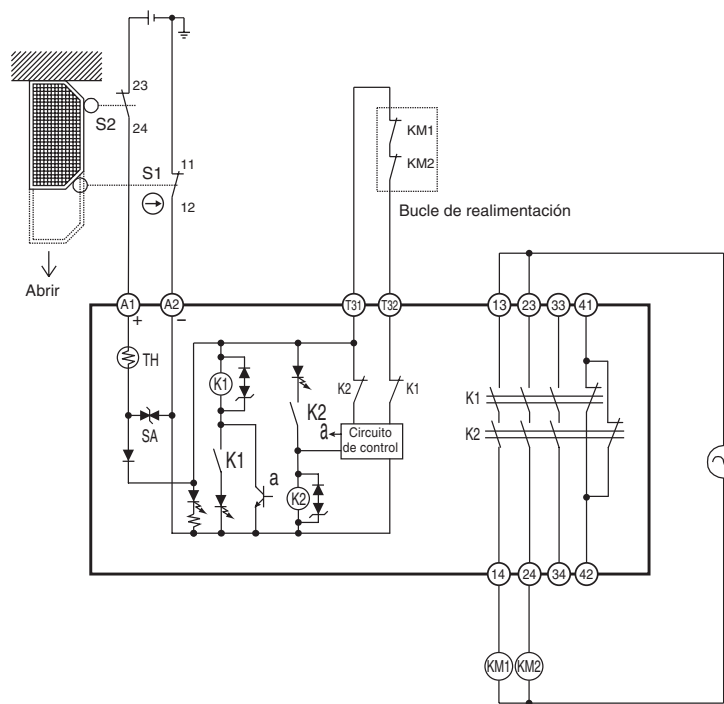 23
S2
24
S1
11
12
KM1
KM2
Bucle de realimentación
Abrir
A1
A2
T31
T32
13
23
33
41
+
−
TH
K1
K2
K2
K1
K1
SA
a
Circuito
de control
K2
K1
a
K2
14
24
34
42
KM1
KM2